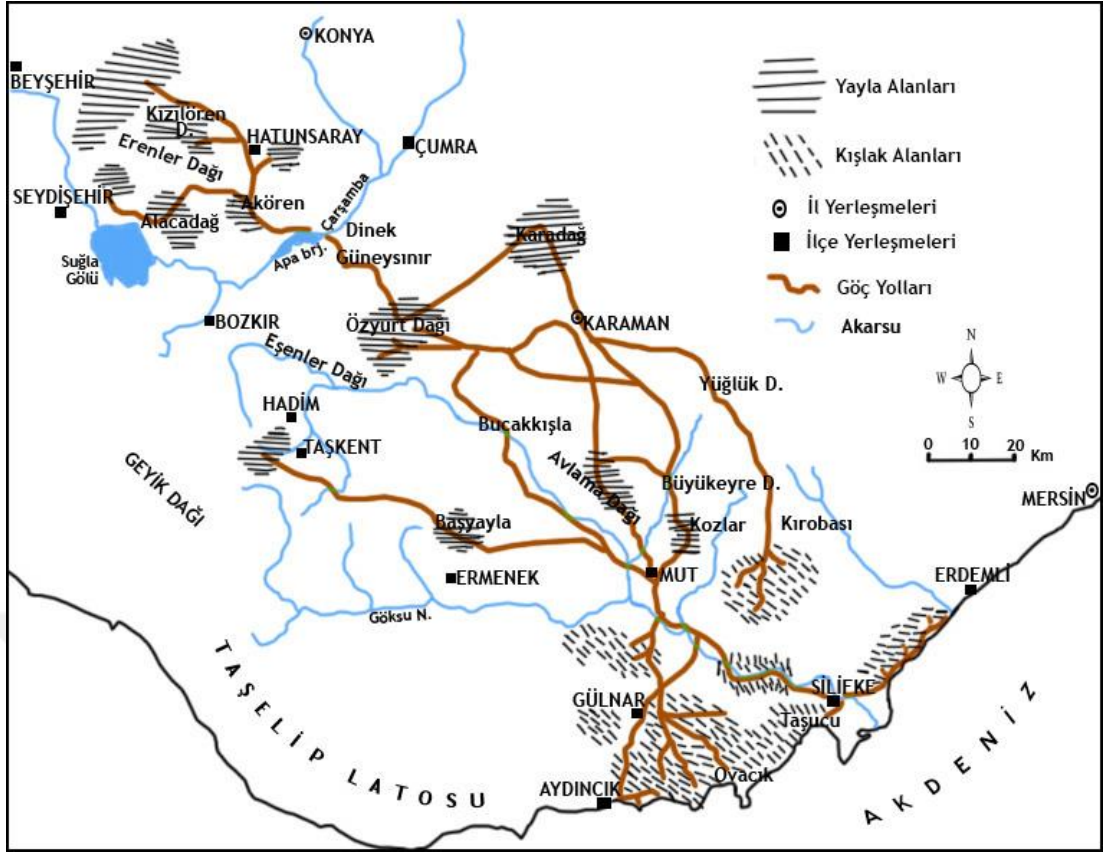 KONYA
BEYŞEHİR
Kızılören
D.
HATUNSARAY
ÇUMRA
Erenler Dağı
SEYDİŞEHİR
Akören
Alacadağ
Çarşamba
Dinek
Apa brj.
Güneysınır
Suğla
Gölü
Karadağ
BOZKIR
Özyurt Dağı
KARAMAN
Eşenler Dağı
Yüğlük D.
HADİM
Bucakkışla
TAŞKENT
GEYİK DAĞI
Avlama Dağı
Büyükeyre D.
Başyayla
Kozlar
Kırobası
MERSİN
ERMENEK
MUT
ERDEMLİ
Göksu N.
SİLİFKE
GÜLNAR
Taşucu
Ovacık
AYDINCIK
TAŞELİP LATOSU
AKDENİZ
Yayla Alanları
Kışlak Alanları
İl Yerleşmeleri
İlçe Yerleşmeleri
Göç Yolları
Akarsu
N
W E
S
0 10 20
Km